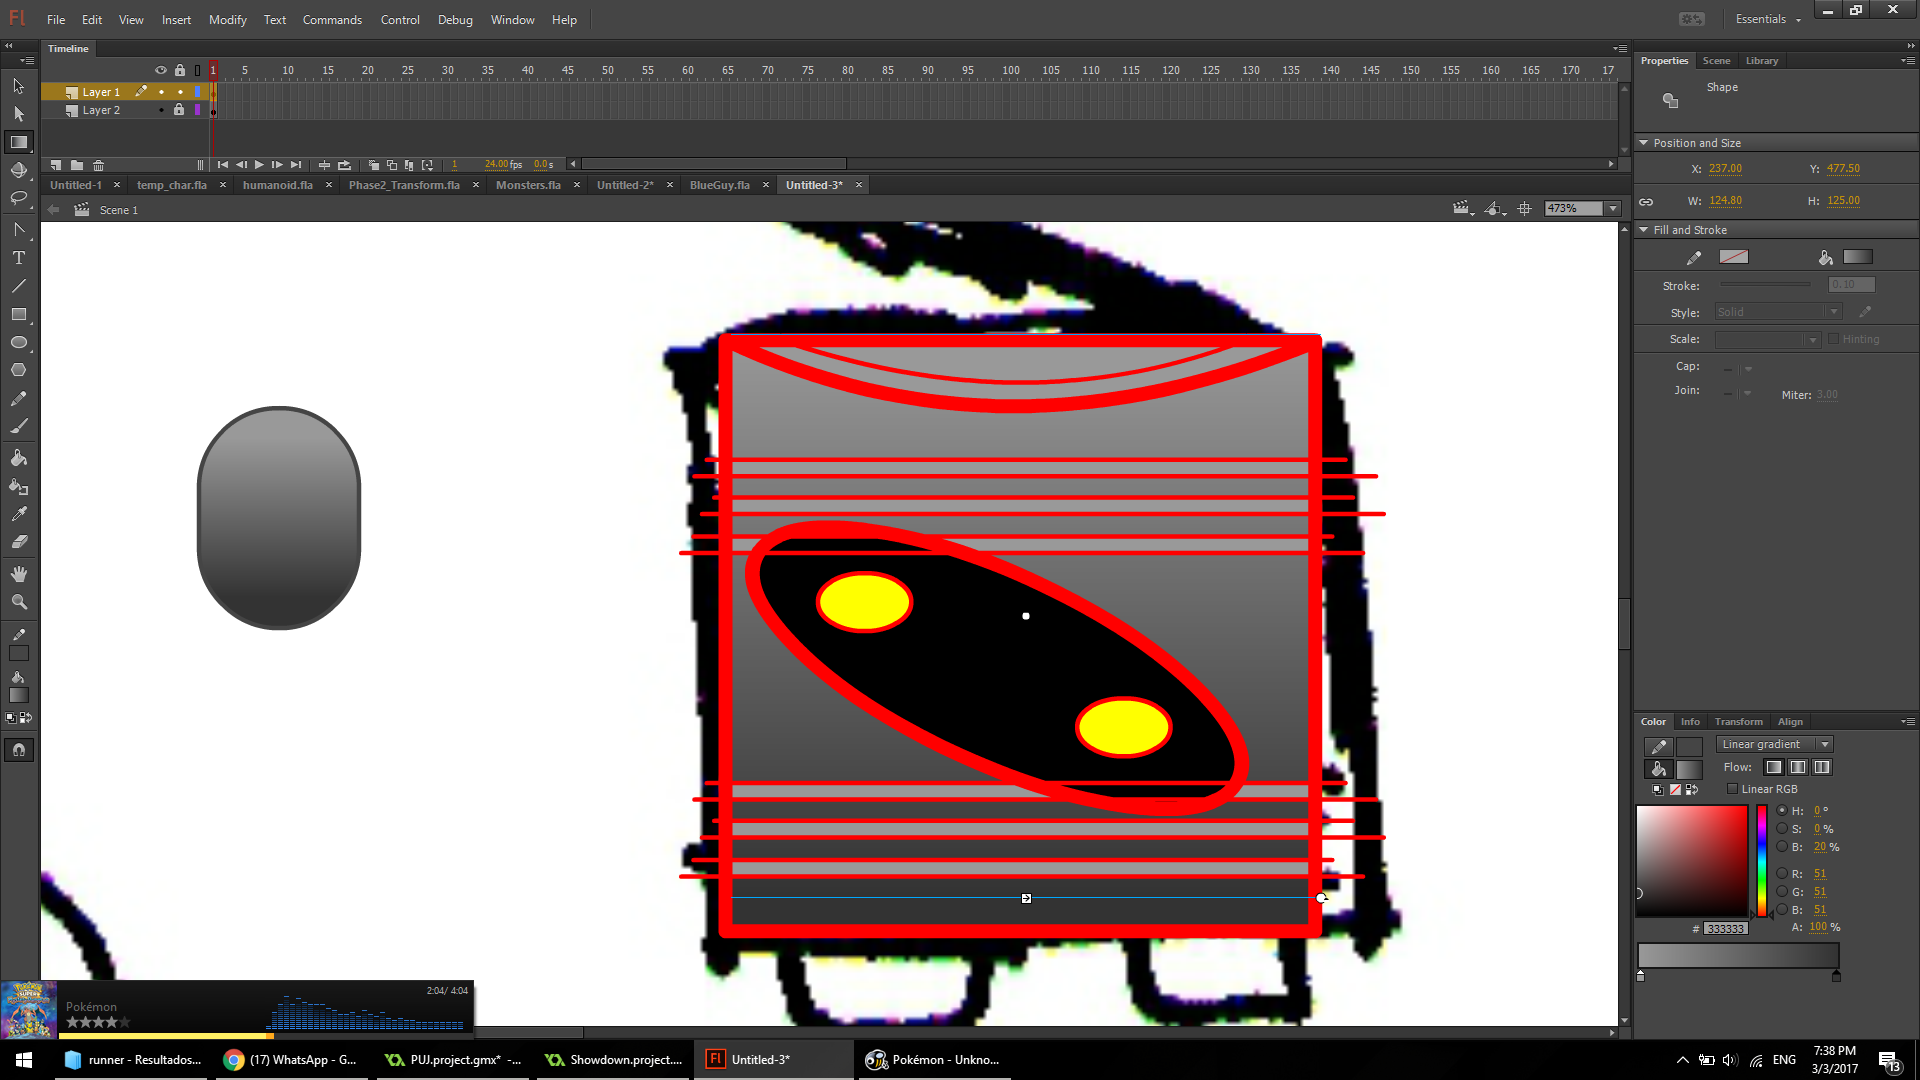 Fl File Edit View Insert Modify Text Commands Control Debug Window Help Essentials
Timeline
1 5 10 15 20 25 30 35 40 45 50 55 60 65 70 75 80 85 90 95 100 105 110 115 120 125 130 135 140 145 150 155 160 165 170 17
Layer 1
Layer 2
1 24.00 fps 0.0 s
Untitled-1 temp_char.fla humanoid.fla Phase2_Transform.fla Monsters.fla Untitled-2* BlueGuy.fla Untitled-3*
Scene 1 473%
Properties Scene Library
Shape
Position and Size
X: 237.00 Y: 477.50
W: 124.80 H: 125.00
Fill and Stroke
Stroke: 0.10
Style: Solid
Scale: Hinting
Cap:
Join: Miter: 3.00
Color Info Transform Align
Linear gradient
Flow:
Linear RGB
H: 0 °
S: 0 %
B: 20 %
R: 51
G: 51
B: 51
# 333333 A: 100 %
2:04/ 4:04
Pokémon
runner - Resultados... (17) WhatsApp - G... PUJ.project.gmx* -... Showdown.project.... Fl Untitled-3* Pokémon - Unkno...
ENG
7:38 PM
3/3/2017
13